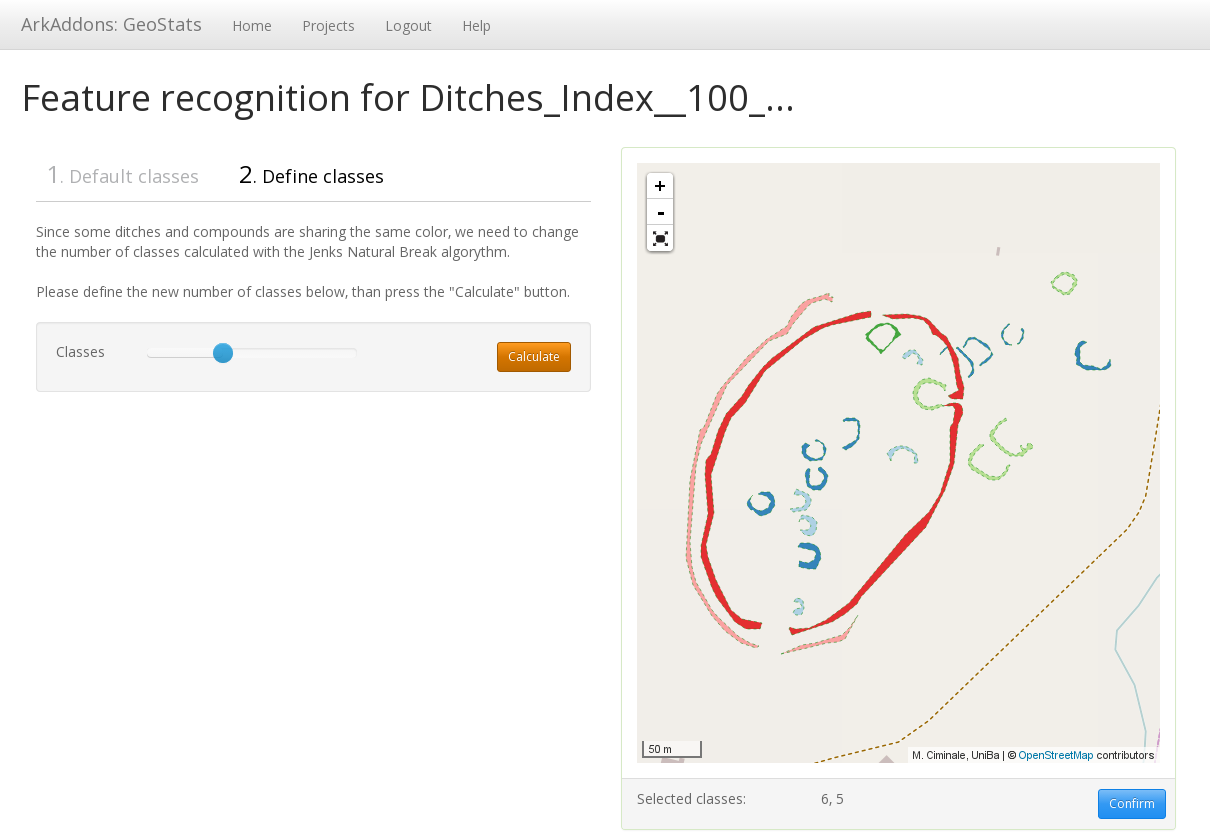 ArkAddons: GeoStats Home Projects Logout Help
Feature recognition for Ditches_Index__100_...
1. Default classes 2. Define classes
Since some ditches and compounds are sharing the same color, we need to change
the number of classes calculated with the Jenks Natural Break algorythm.
Please define the new number of classes below, than press the "Calculate" button.
Classes
Calculate
+
-
50 m
M. Ciminale, UniBa | © OpenStreetMap contributors
Selected classes: 6, 5
Confirm